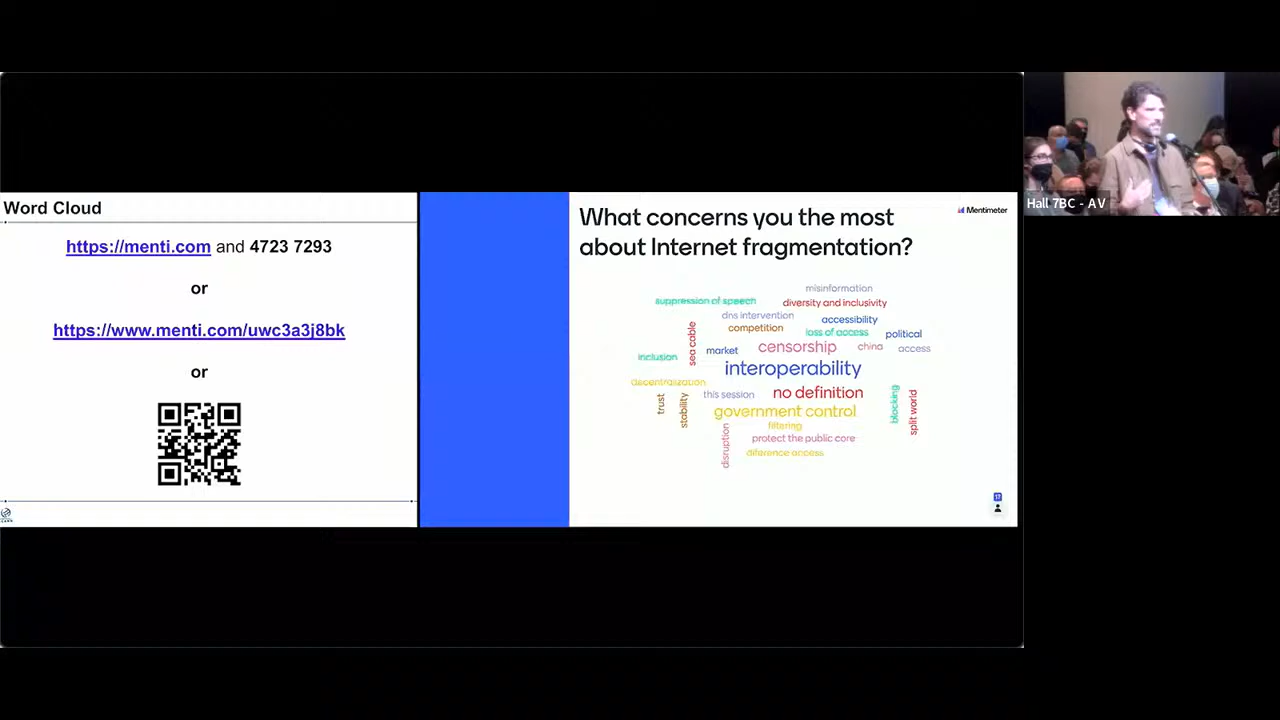 Word Cloud
https://menti.com and 4723 7293
or
https://www.menti.com/uwc3a3j8bk
or
What concerns you the most
about Internet fragmentation?
Mentimeter
misinformation
suppression of speech
diversity and inclusivity
dns intervention
accessibility
competition
loss of access
political
sea cable
market
censorship
china
access
inclusion
interoperability
decentralization
this session
no definition
trust
stability
government control
blocking
split world
filtering
disruption
protect the public core
diference access
17
Hall 7BC - AV